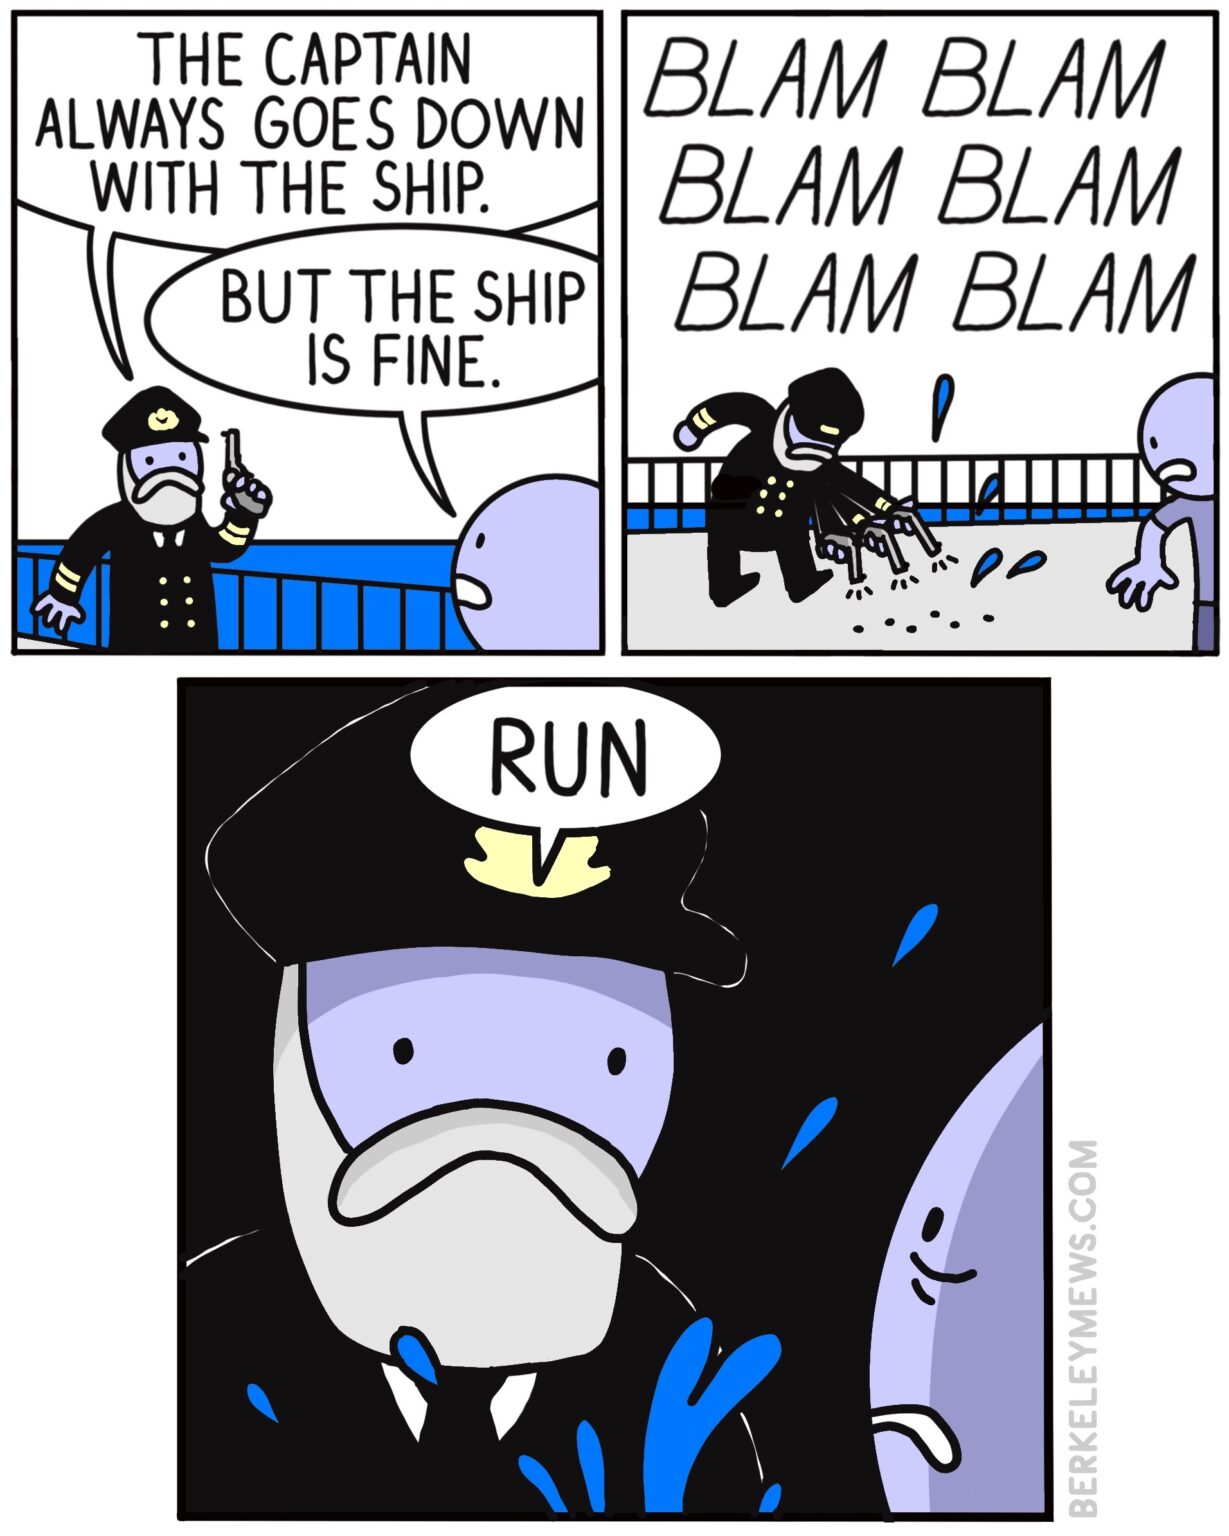 THE CAPTAIN
ALWAYS GOES DOWN
WITH THE SHIP.
BUT THE SHIP
IS FINE.
BLAM BLAM
BLAM BLAM
BLAM BLAM
RUN
BERKELEYMEWS.COM